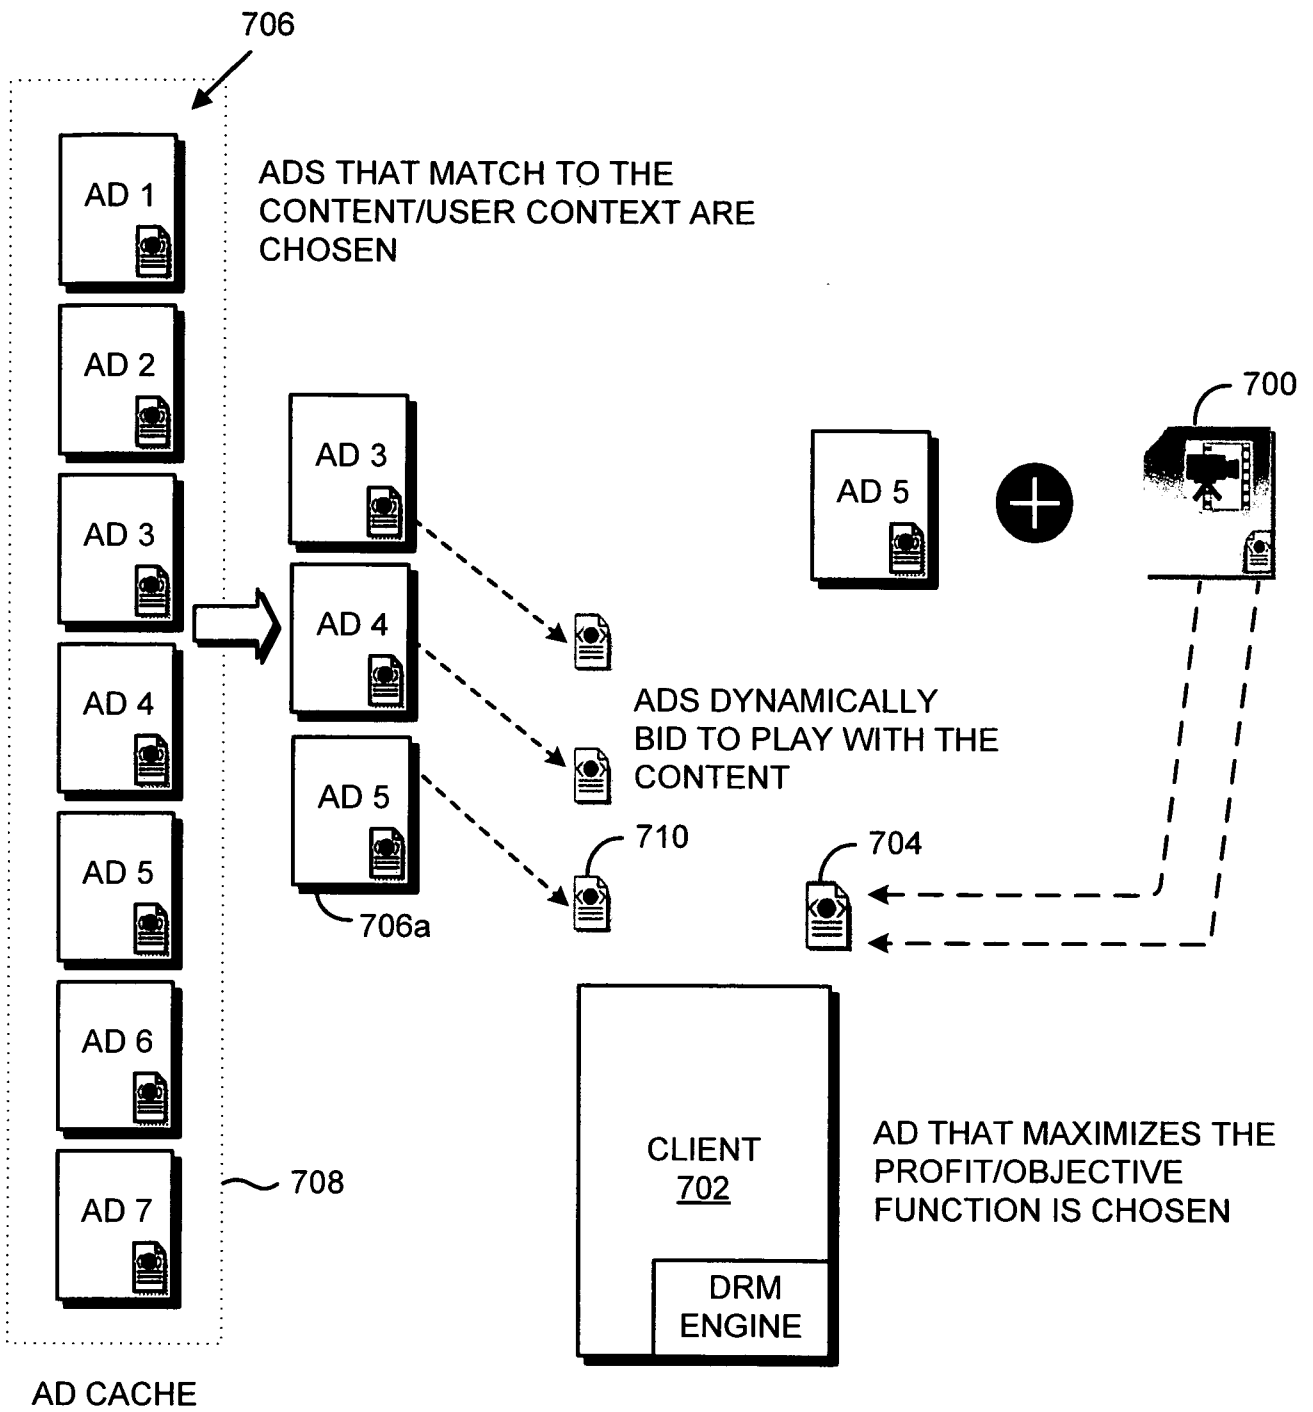 706
AD 1
ADS THAT MATCH TO THE
CONTENT/USER CONTEXT ARE
CHOSEN
AD 2
AD 3
AD 4
AD 5
AD 6
AD 7
708
AD CACHE
AD 3
AD 4
AD 5
706a
ADS DYNAMICALLY
BID TO PLAY WITH THE
CONTENT
710
704
AD 5
700
CLIENT
702
DRM
ENGINE
AD THAT MAXIMIZES THE
PROFIT/OBJECTIVE
FUNCTION IS CHOSEN